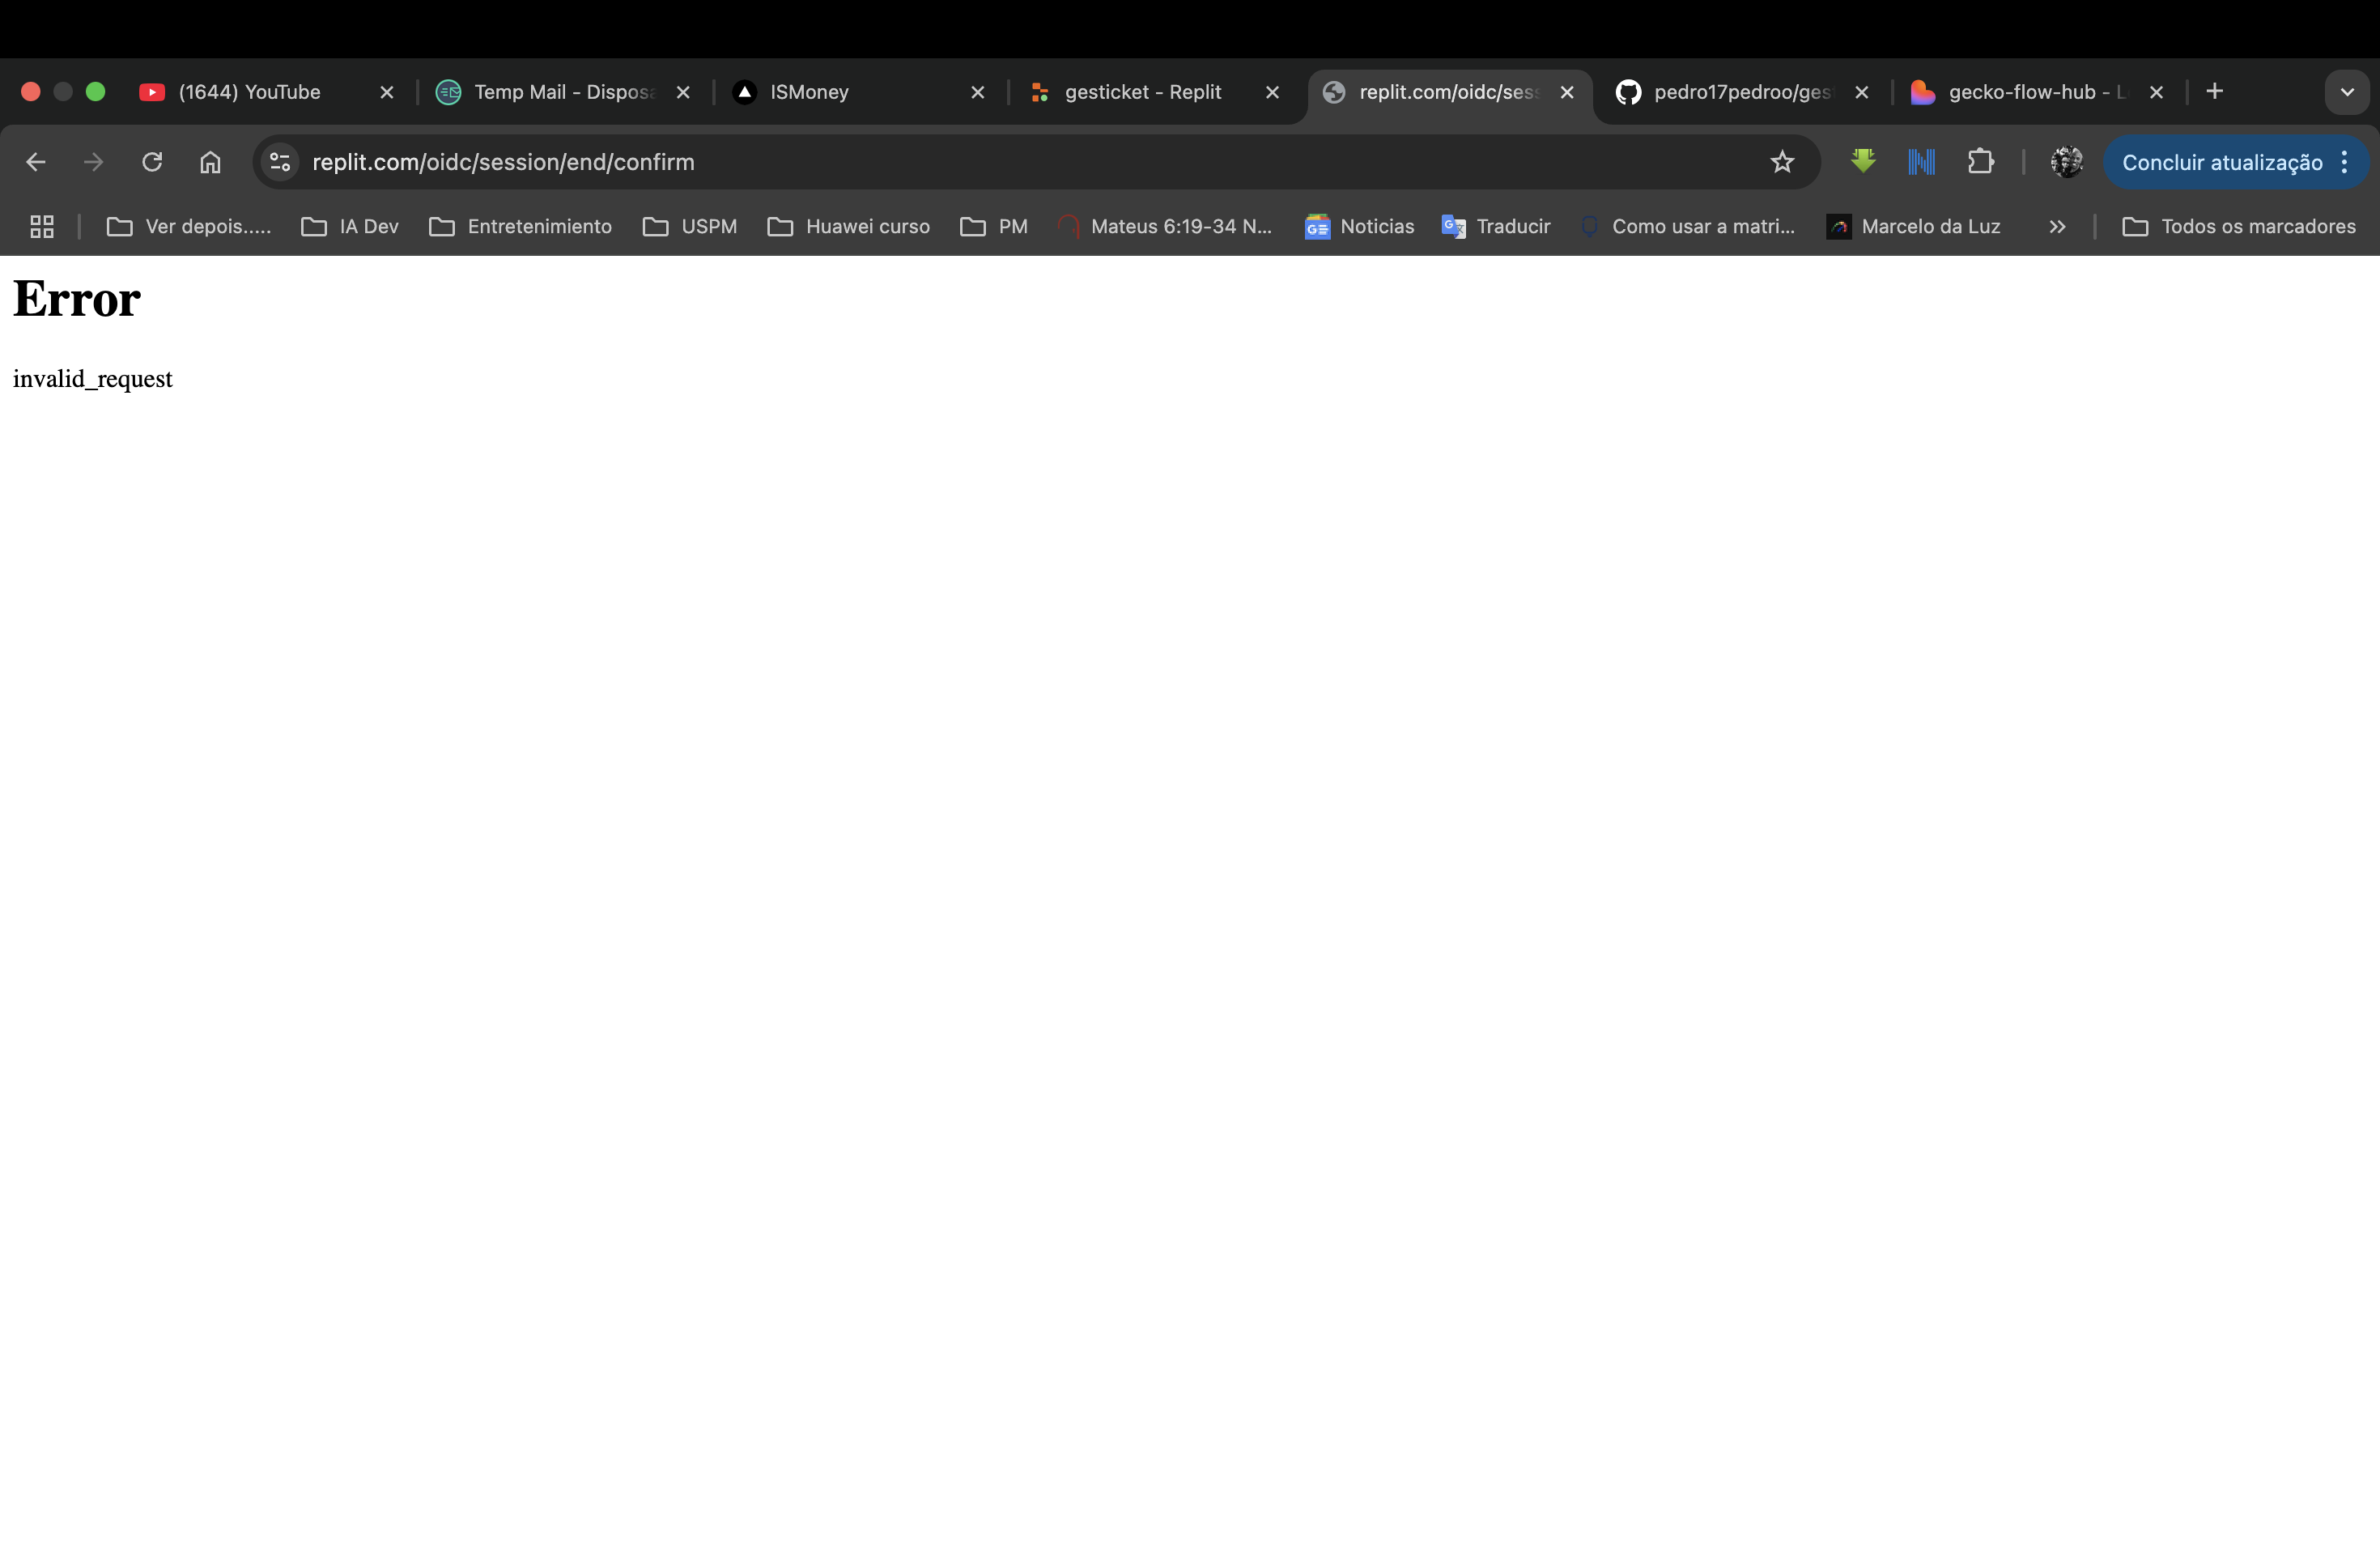 (1644) YouTube
Temp Mail - Disposa
ISMoney
gesticket - Replit
replit.com/oidc/sess
pedro17pedroo/ges
gecko-flow-hub - L
replit.com/oidc/session/end/confirm
Concluir atualização
Ver depois.....
IA Dev
Entretenimiento
USPM
Huawei curso
PM
Mateus 6:19-34 N...
Noticias
Traducir
Como usar a matri...
Marcelo da Luz
Todos os marcadores
Error
invalid_request